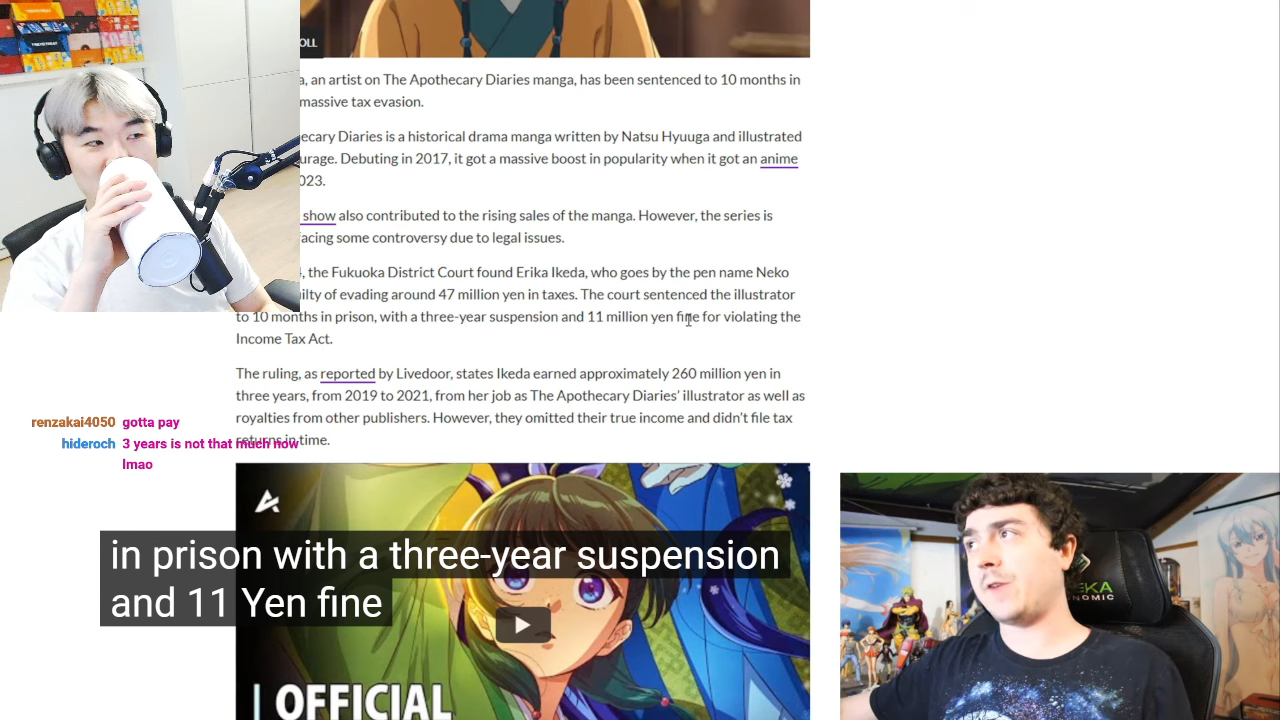 OLL
a, an artist on The Apothecary Diaries manga, has been sentenced to 10 months in
massive tax evasion.
ecary Diaries is a historical drama manga written by Natsu Hyuuga and illustrated
urage. Debuting in 2017, it got a massive boost in popularity when it got an anime
023.
show also contributed to the rising sales of the manga. However, the series is
acing some controversy due to legal issues.
, the Fukuoka District Court found Erika Ikeda, who goes by the pen name Neko
ilty of evading around 47 million yen in taxes. The court sentenced the illustrator
to 10 months in prison, with a three-year suspension and 11 million yen fine for violating the
Income Tax Act.
The ruling, as reported by Livedoor, states Ikeda earned approximately 260 million yen in
three years, from 2019 to 2021, from her job as The Apothecary Diaries’ illustrator as well as
royalties from other publishers. However, they omitted their true income and didn’t file tax
returns in time.
renzakai4050 gotta pay
hideroch 3 years is not that much now
lmao
in prison with a three-year suspension
and 11 Yen fine
OFFICIAL
EKA
NOMIC